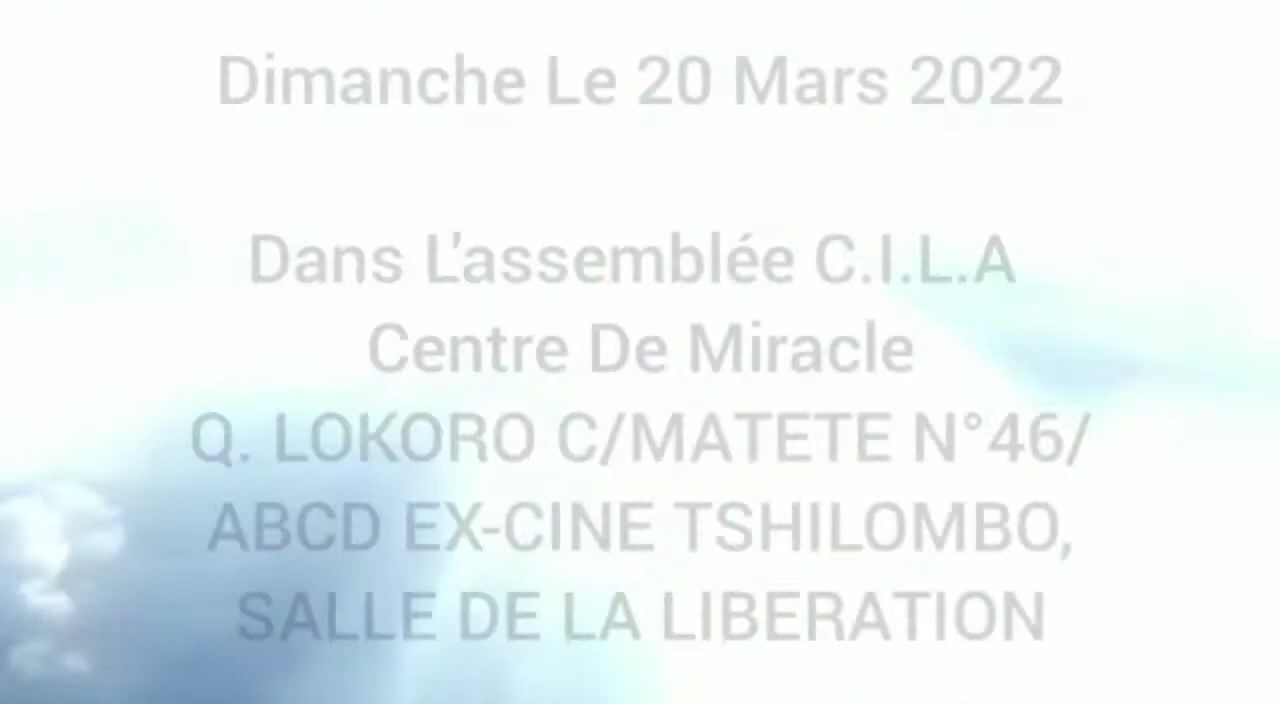 Dimanche Le 20 Mars 2022
Dans L'assemblée C.I.L.A
Centre De Miracle
Q. LOKORO C/MATETE N°46/
ABCD EX-CINE TSHILOMBO,
SALLE DE LA LIBERATION